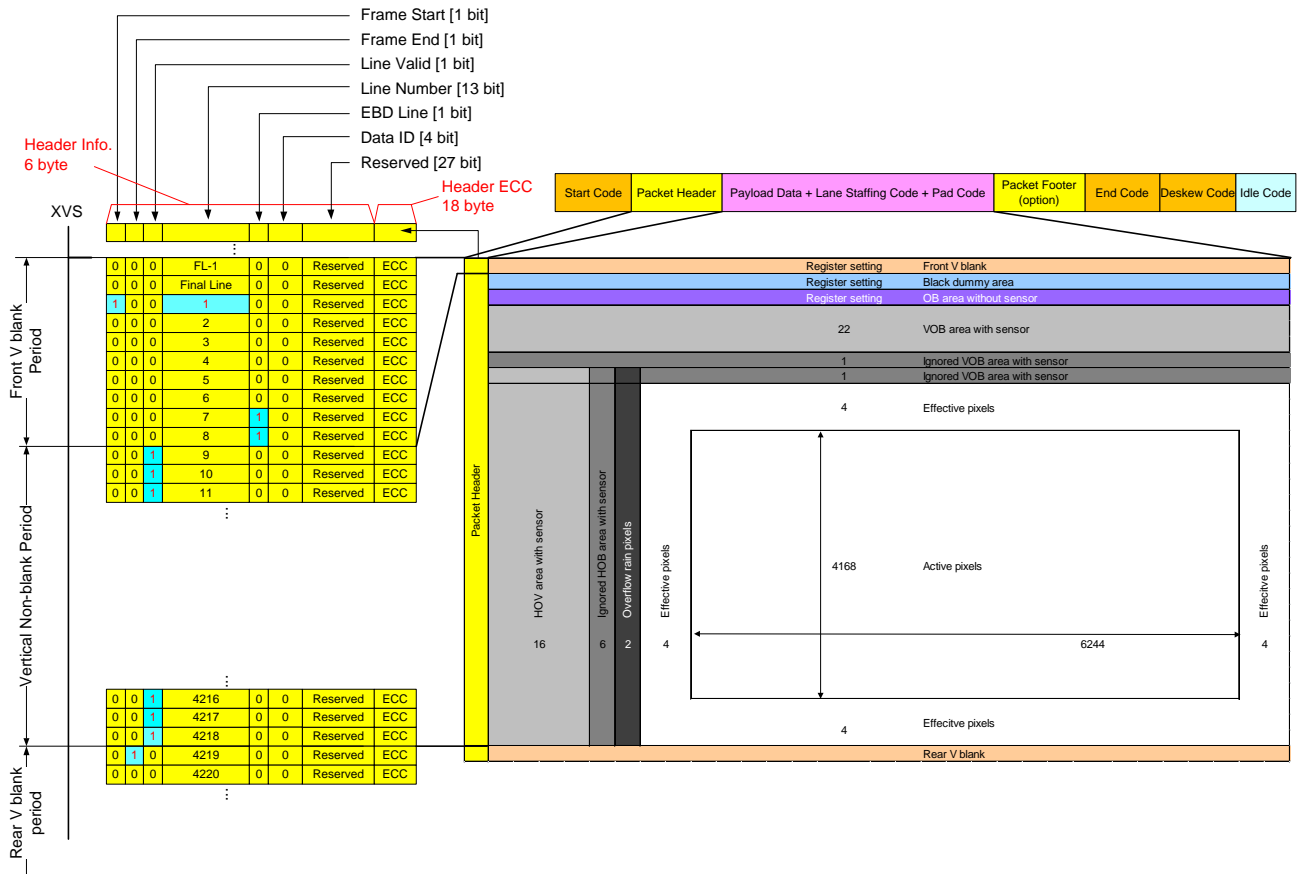 Frame Start [1 bit]
Frame End [1 bit]
Line Valid [1 bit]
Line Number [13 bit]
EBD Line [1 bit]
Data ID [4 bit]
Reserved [27 bit]
Header Info.
6 byte
Header ECC
18 byte
XVS
Start Code
Packet Header
Payload Data + Lane Staffing Code + Pad Code
Packet Footer
(option)
End Code
Deskew Code
Idle Code
⋮
0 0 0 FL-1 0 0 Reserved ECC
0 0 0 Final Line 0 0 Reserved ECC
1 0 0 1 0 0 Reserved ECC
0 0 0 2 0 0 Reserved ECC
0 0 0 3 0 0 Reserved ECC
0 0 0 4 0 0 Reserved ECC
0 0 0 5 0 0 Reserved ECC
0 0 0 6 0 0 Reserved ECC
0 0 0 7 1 0 Reserved ECC
0 0 0 8 1 0 Reserved ECC
0 0 1 9 0 0 Reserved ECC
0 0 1 10 0 0 Reserved ECC
0 0 1 11 0 0 Reserved ECC
⋮
⋮
0 0 1 4216 0 0 Reserved ECC
0 0 1 4217 0 0 Reserved ECC
0 0 1 4218 0 0 Reserved ECC
0 1 0 4219 0 0 Reserved ECC
0 0 0 4220 0 0 Reserved ECC
⋮
Front V blank
Period
Vertical Non-blank Period
Rear V blank
period
Packet Header
Register setting Front V blank
Register setting Black dummy area
Register setting OB area without sensor
22 VOB area with sensor
1 Ignored VOB area with sensor
1 Ignored VOB area with sensor
4 Effective pixels
HOV area with sensor
16
Ignored HOB area with sensor
6
Overflow rain pixels
2
Effective pixels
4
4168 Active pixels
6244
Effecitve pixels
4
4 Effecitve pixels
Rear V blank